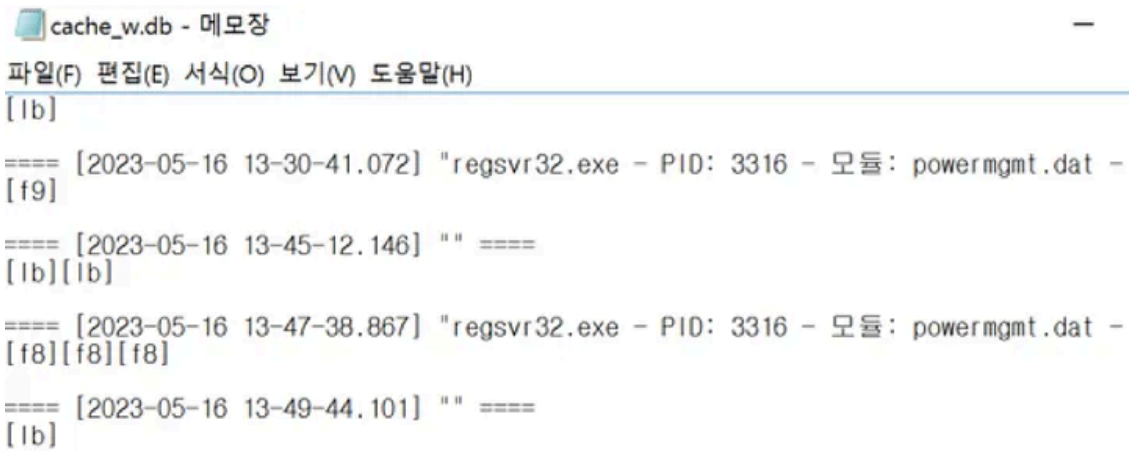 cache_w.db - 메모장
파일(F) 편집(E) 서식(O) 보기(V) 도움말(H)
[lb]
==== [2023-05-16 13-30-41.072] "regsvr32.exe - PID: 3316 - 모듈: powermgmt.dat -
[f9]
==== [2023-05-16 13-45-12.146] "" ====
[lb][lb]
==== [2023-05-16 13-47-38.867] "regsvr32.exe - PID: 3316 - 모듈: powermgmt.dat -
[f8][f8][f8]
==== [2023-05-16 13-49-44.101] "" ====
[lb]